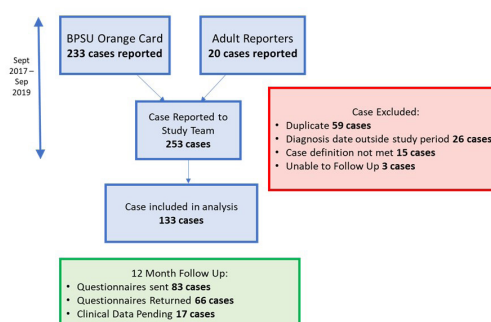 Sept
2017 –
Sep
2019
BPSU Orange Card
233 cases reported
Adult Reporters
20 cases reported
Case Reported to
Study Team
253 cases
Case Excluded:
• Duplicate 59 cases
• Diagnosis date outside study period 26 cases
• Case definition not met 15 cases
• Unable to Follow Up 3 cases
Case included in analysis
133 cases
12 Month Follow Up:
• Questionnaires sent 83 cases
• Questionnaires Returned 66 cases
• Clinical Data Pending 17 cases